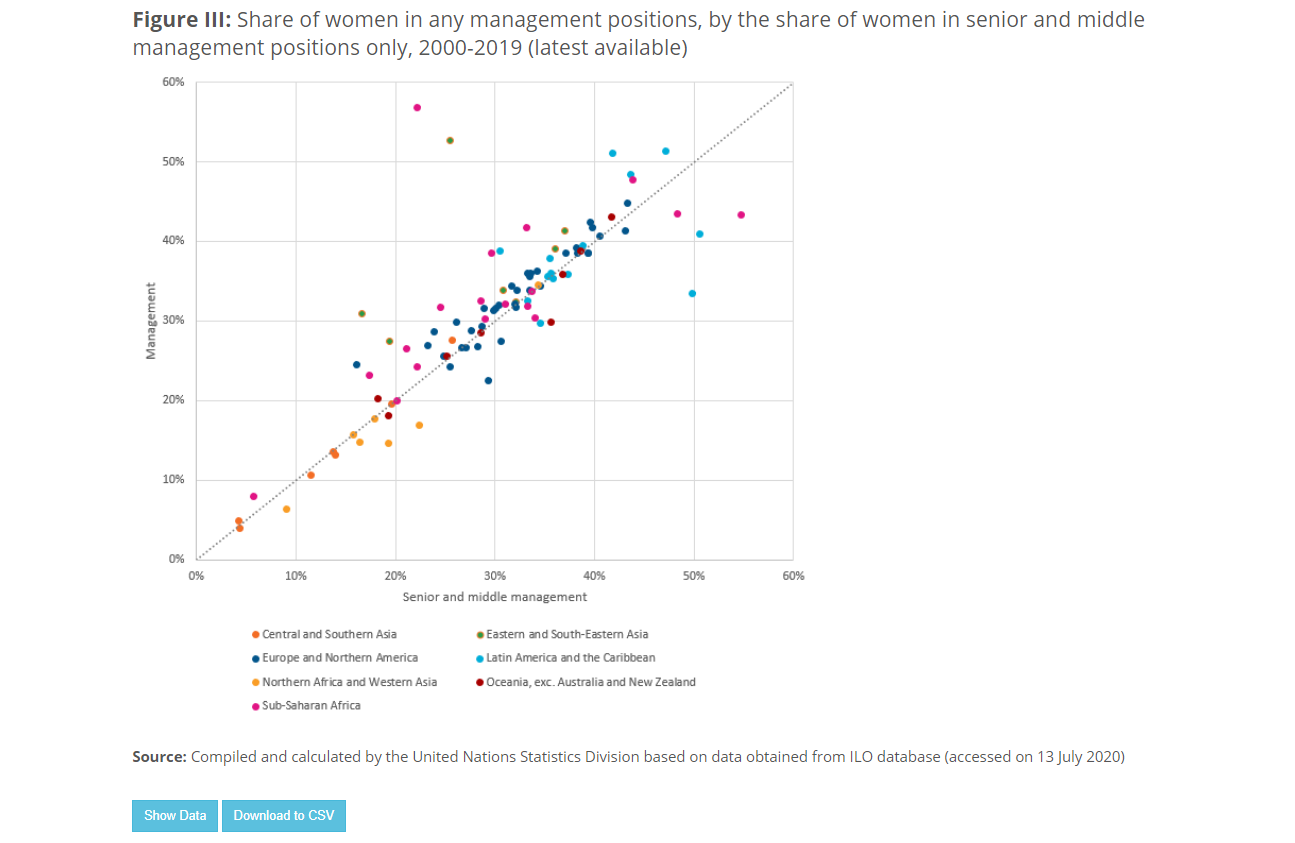 Figure III: Share of women in any management positions, by the share of women in senior and middle
management positions only, 2000-2019 (latest available)
60%
50%
40%
30%
20%
10%
0%
Management
0% 10% 20% 30% 40% 50% 60%
Senior and middle management
Central and Southern Asia Eastern and South-Eastern Asia
Europe and Northern America Latin America and the Caribbean
Northern Africa and Western Asia Oceania, exc. Australia and New Zealand
Sub-Saharan Africa
Source: Compiled and calculated by the United Nations Statistics Division based on data obtained from ILO database (accessed on 13 July 2020)
Show Data Download to CSV